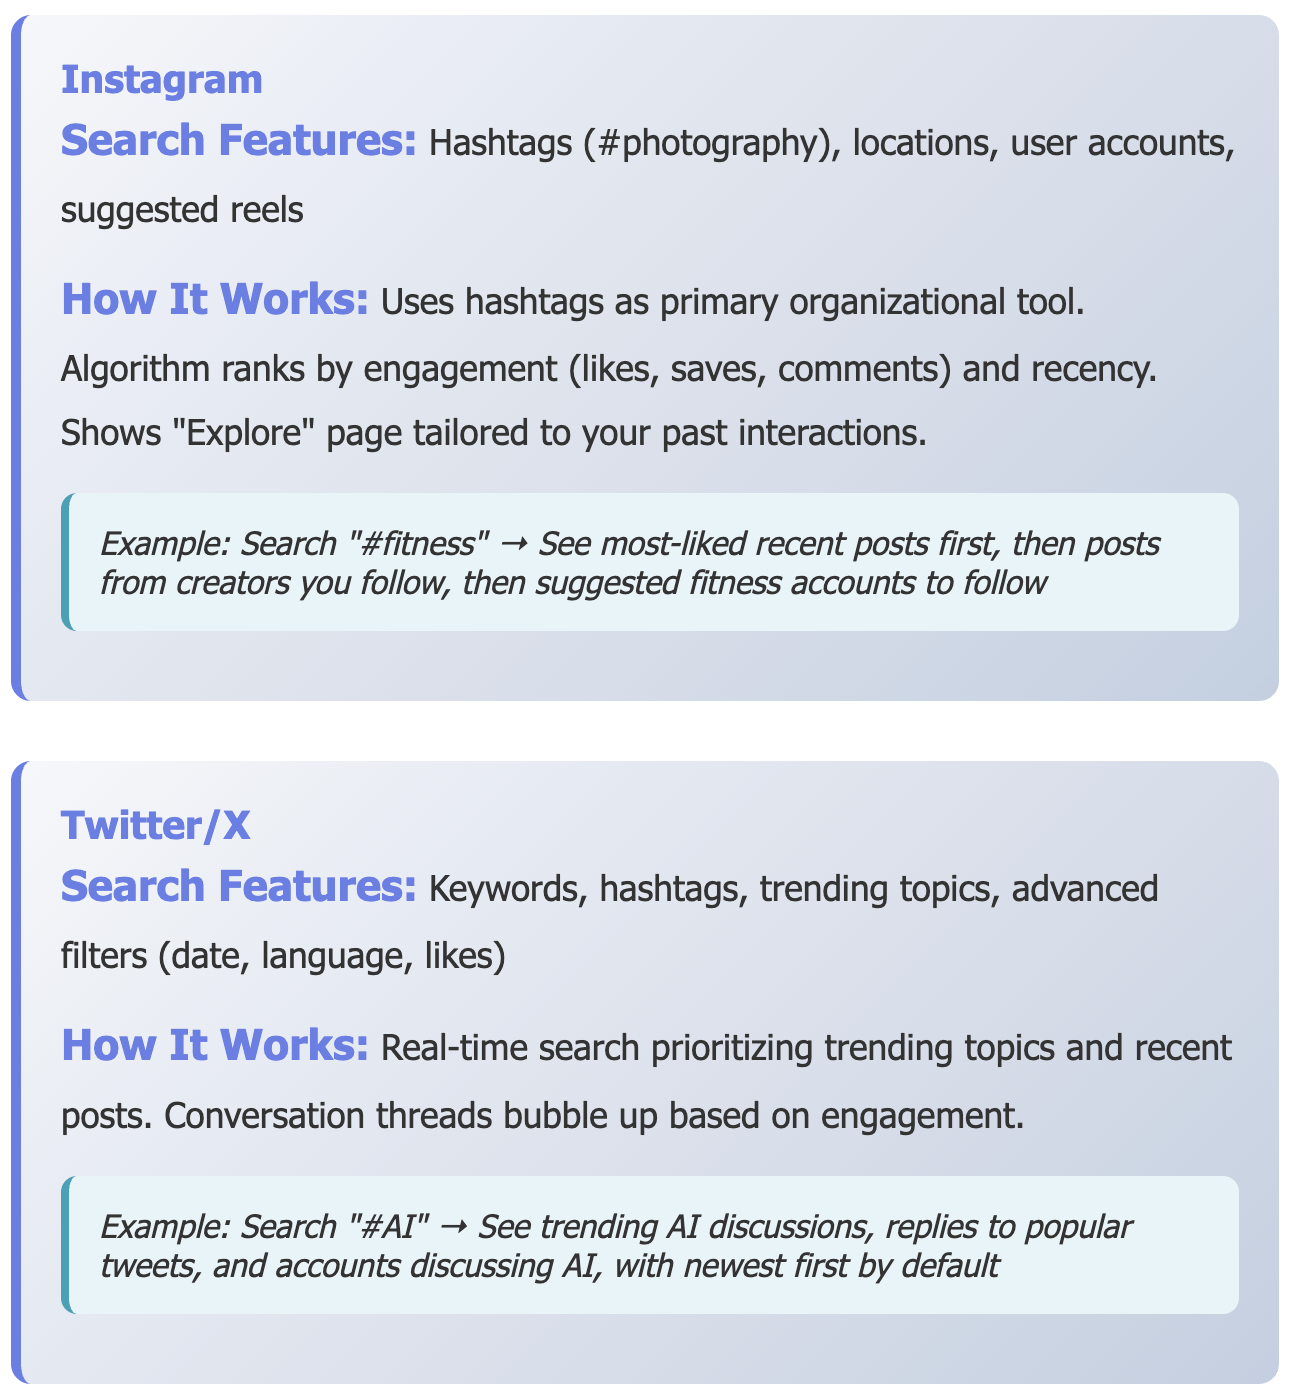 Instagram
Search Features: Hashtags (#photography), locations, user accounts,
suggested reels
How It Works: Uses hashtags as primary organizational tool.
Algorithm ranks by engagement (likes, saves, comments) and recency.
Shows "Explore" page tailored to your past interactions.
Example: Search "#fitness" → See most-liked recent posts first, then posts
from creators you follow, then suggested fitness accounts to follow
Twitter/X
Search Features: Keywords, hashtags, trending topics, advanced
filters (date, language, likes)
How It Works: Real-time search prioritizing trending topics and recent
posts. Conversation threads bubble up based on engagement.
Example: Search "#AI" → See trending AI discussions, replies to popular
tweets, and accounts discussing AI, with newest first by default